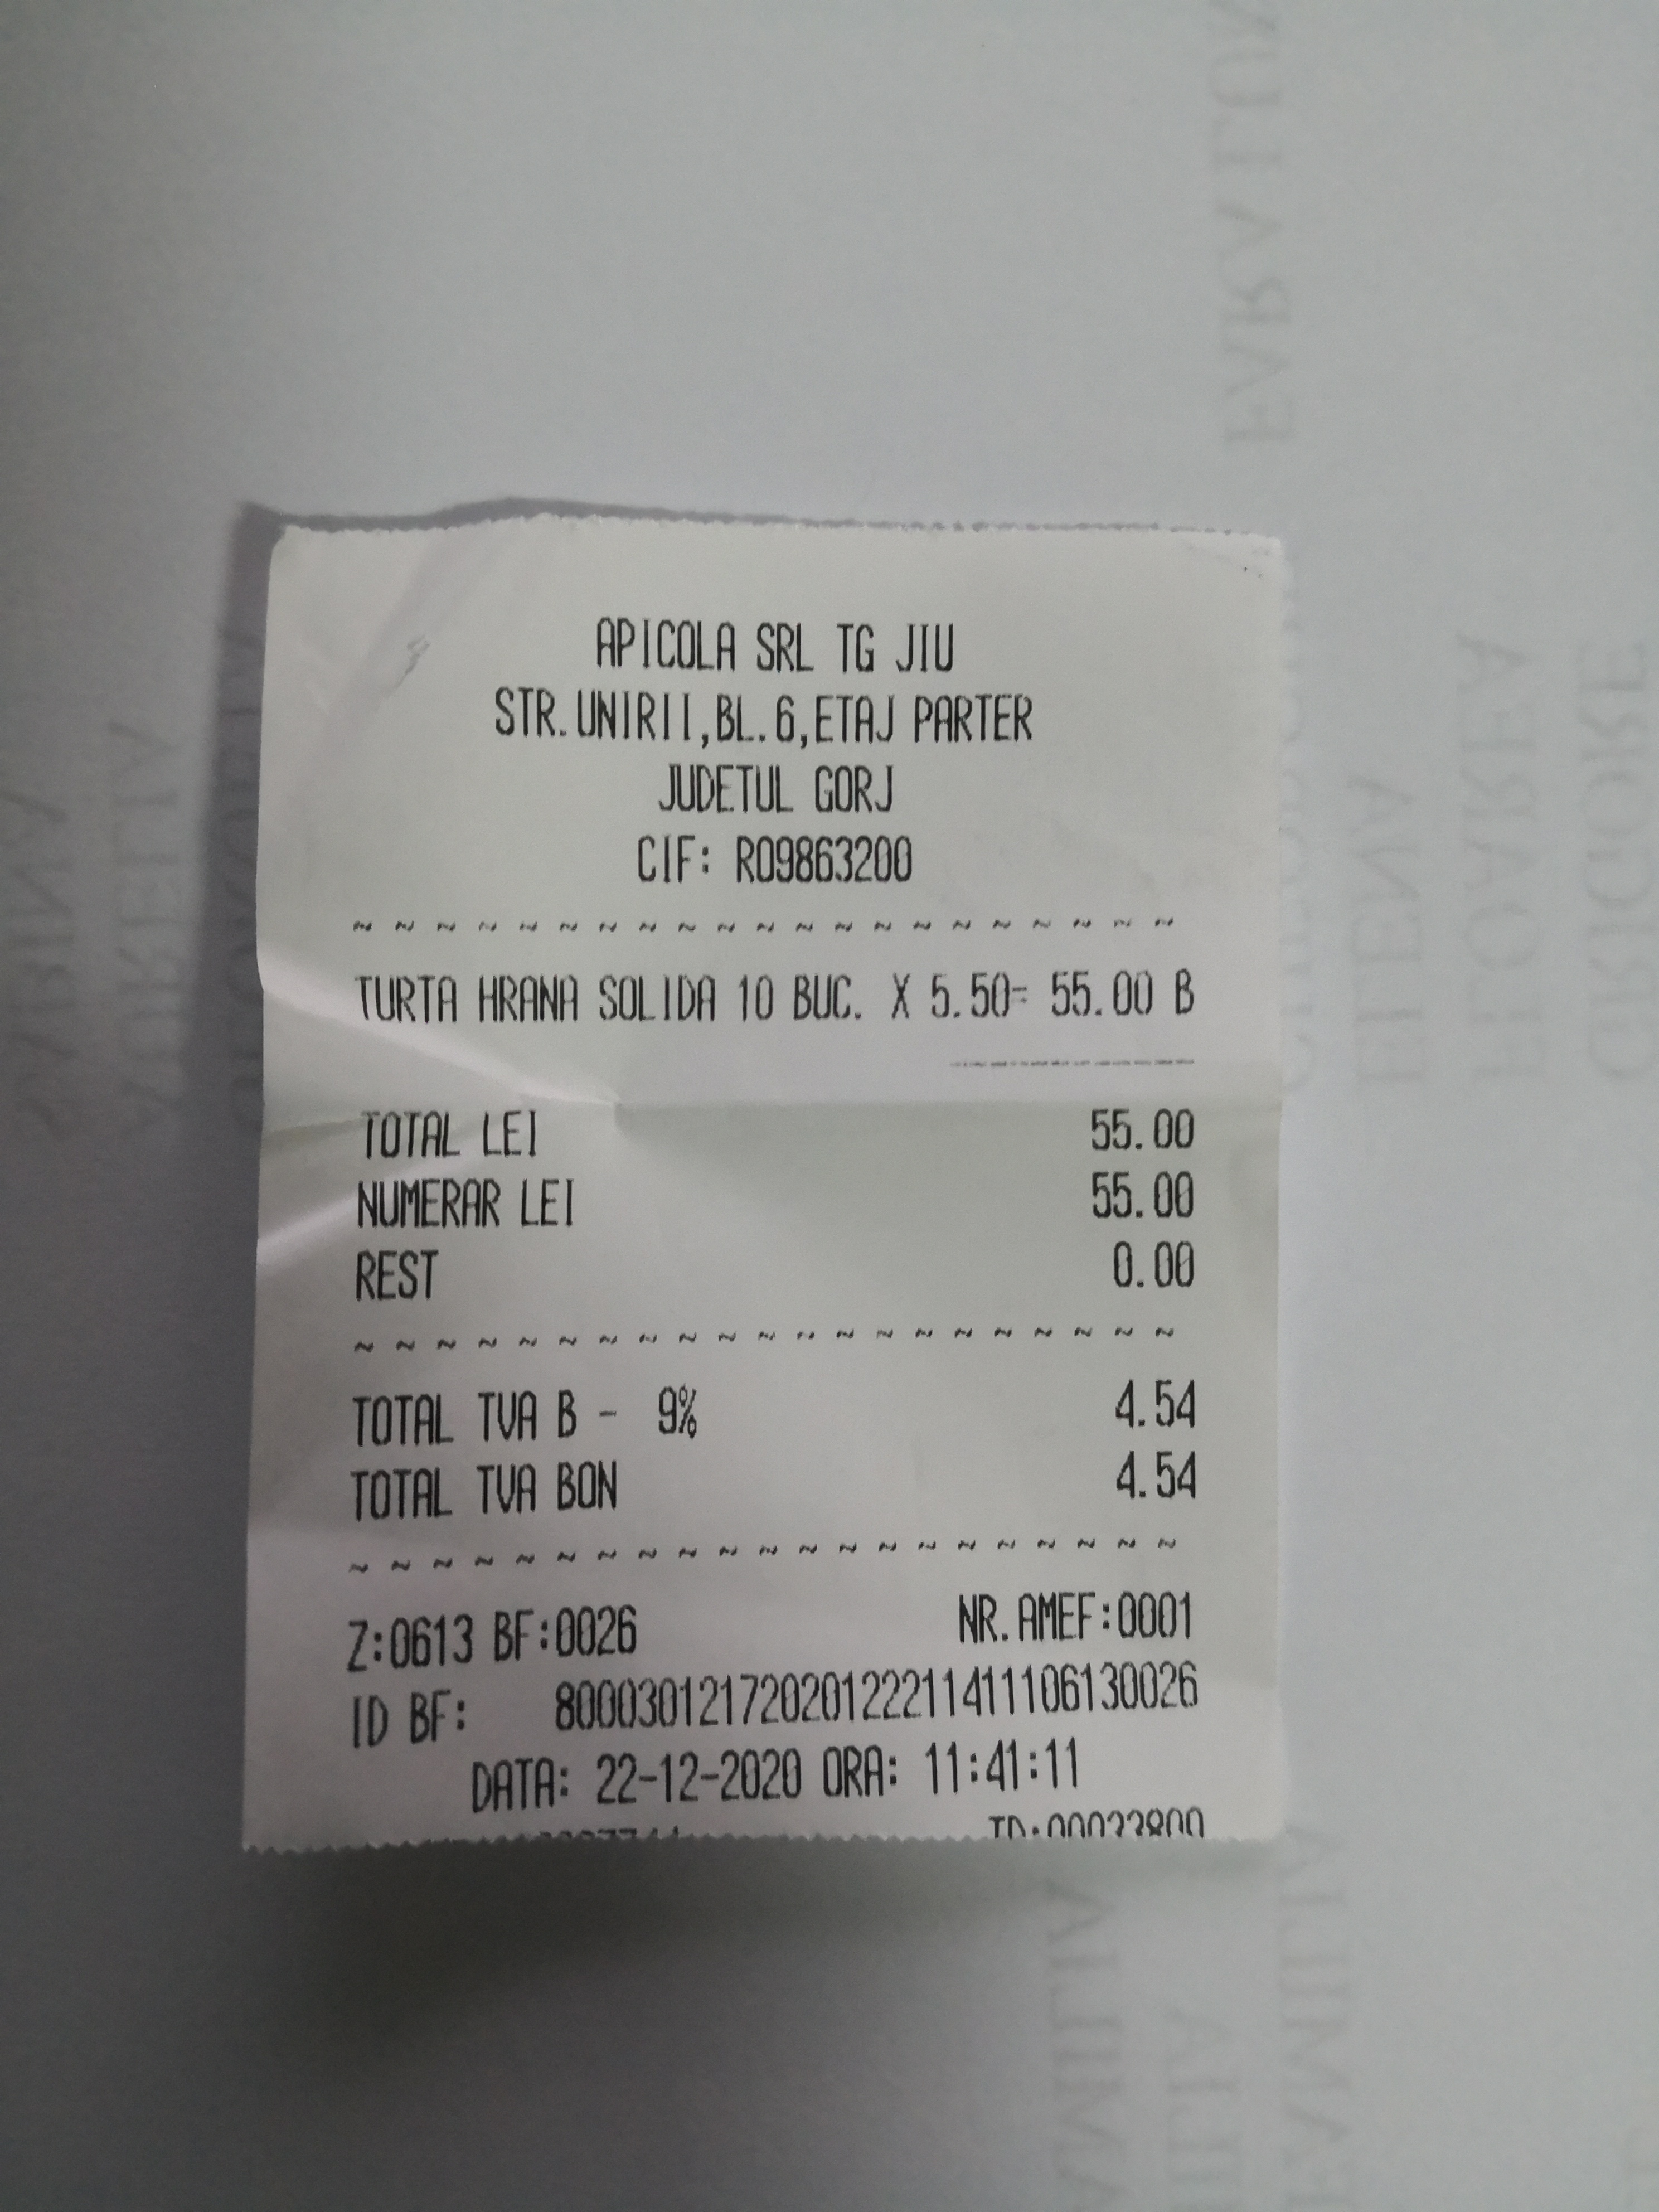 APICOLA SRL TG JIU
STR.UNIRII,BL.6,ETAJ PARTER
JUDETUL GORJ
CIF: RO9863200
~ ~ ~ ~ ~ ~ ~ ~ ~ ~ ~ ~ ~ ~ ~ ~ ~ ~ ~ ~ ~
TURTA HRANA SOLIDA 10 BUC. X 5.50= 55.00 B
TOTAL LEI 55.00
NUMERAR LEI 55.00
REST 0.00
~ ~ ~ ~ ~ ~ ~ ~ ~ ~ ~ ~ ~ ~ ~ ~ ~ ~ ~ ~ ~
TOTAL TVA B - 9% 4.54
TOTAL TVA BON 4.54
~ ~ ~ ~ ~ ~ ~ ~ ~ ~ ~ ~ ~ ~ ~ ~ ~ ~ ~ ~ ~
Z:0613 BF:0026 NR.AMEF:0001
ID BF: 80003012172020122211411106130026
DATA: 22-12-2020 ORA: 11:41:11